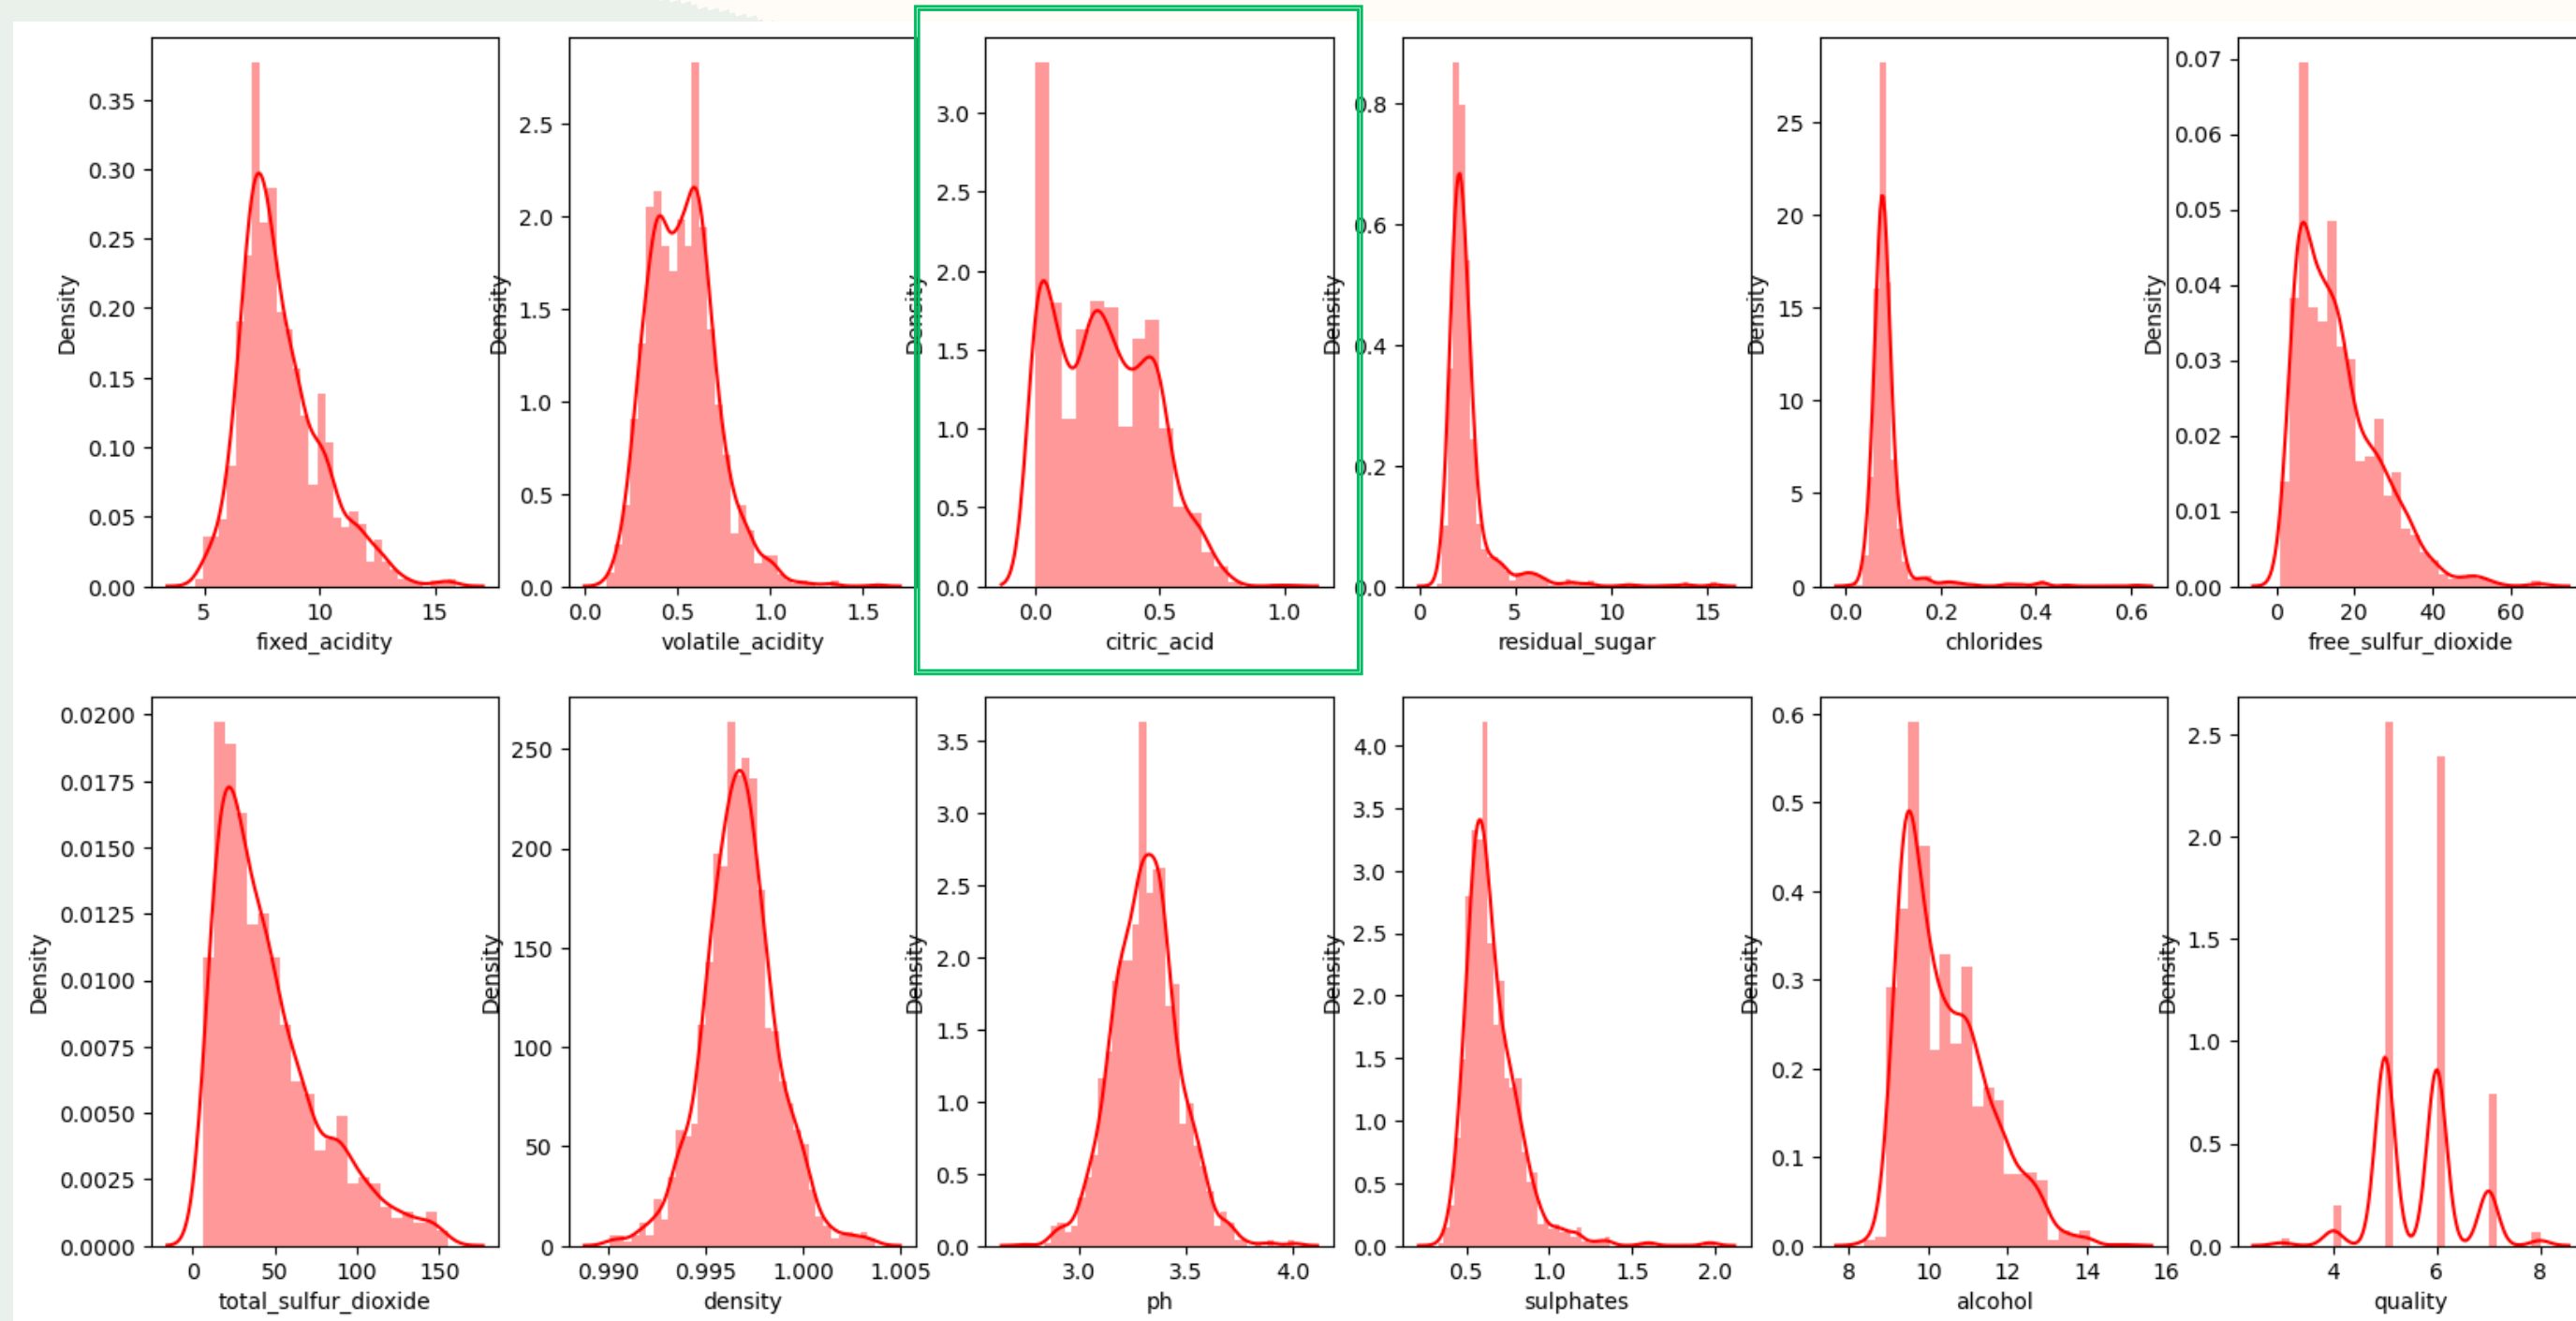 Density
0.35
0.30
0.25
0.20
0.15
0.10
0.05
0.00
5 10 15
fixed_acidity
Density
2.5
2.0
1.5
1.0
0.5
0.0
0.0 0.5 1.0 1.5
volatile_acidity
Density
3.0
2.5
2.0
1.5
1.0
0.5
0.0
0.0 0.5 1.0
citric_acid
Density
0.8
0.6
0.4
0.2
0.0
0 5 10 15
residual_sugar
Density
25
20
15
10
5
0
0.0 0.2 0.4 0.6
chlorides
Density
0.07
0.06
0.05
0.04
0.03
0.02
0.01
0.00
0 20 40 60
free_sulfur_dioxide
Density
0.0200
0.0175
0.0150
0.0125
0.0100
0.0075
0.0050
0.0025
0.0000
0 50 100 150
total_sulfur_dioxide
Density
250
200
150
100
50
0
0.990 0.995 1.000 1.005
density
Density
3.5
3.0
2.5
2.0
1.5
1.0
0.5
0.0
3.0 3.5 4.0
ph
Density
4.0
3.5
3.0
2.5
2.0
1.5
1.0
0.5
0.0
0.5 1.0 1.5 2.0
sulphates
Density
0.6
0.5
0.4
0.3
0.2
0.1
0.0
8 10 12 14 16
alcohol
Density
2.5
2.0
1.5
1.0
0.5
0.0
4 6 8
quality